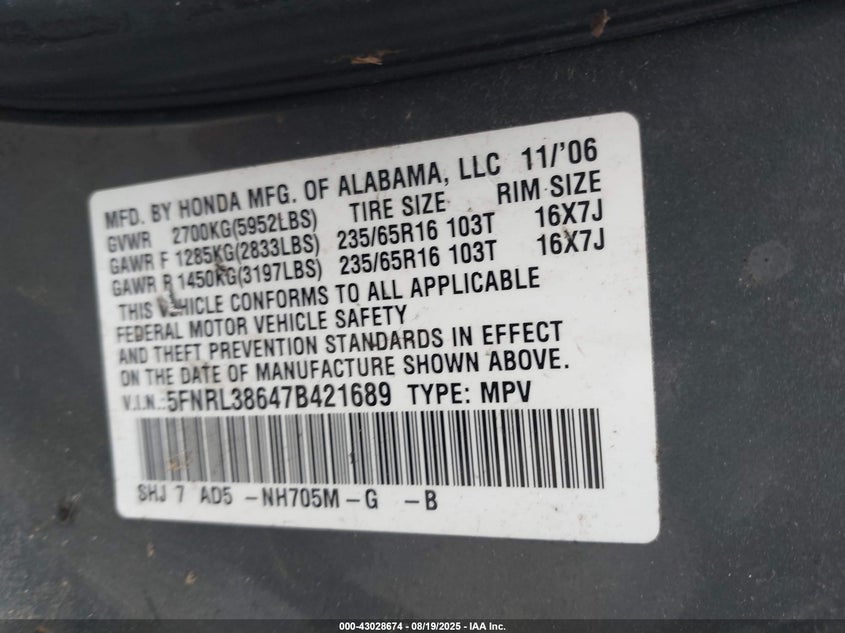 MFD. BY HONDA MFG. OF ALABAMA, LLC 11/'06
GVWR 2700KG(5952LBS) TIRE SIZE RIM SIZE
GAWR F 1285KG(2833LBS) 235/65R16 103T 16X7J
GAWR R 1450KG(3197LBS) 235/65R16 103T 16X7J
THIS VEHICLE CONFORMS TO ALL APPLICABLE
FEDERAL MOTOR VEHICLE SAFETY
AND THEFT PREVENTION STANDARDS IN EFFECT
ON THE DATE OF MANUFACTURE SHOWN ABOVE.
V.I.N.:5FNRL38647B421689 TYPE: MPV
SHJ 7 AD5 -NH705M-G -B
000-43028674 - 08/19/2025 - IAA Inc.